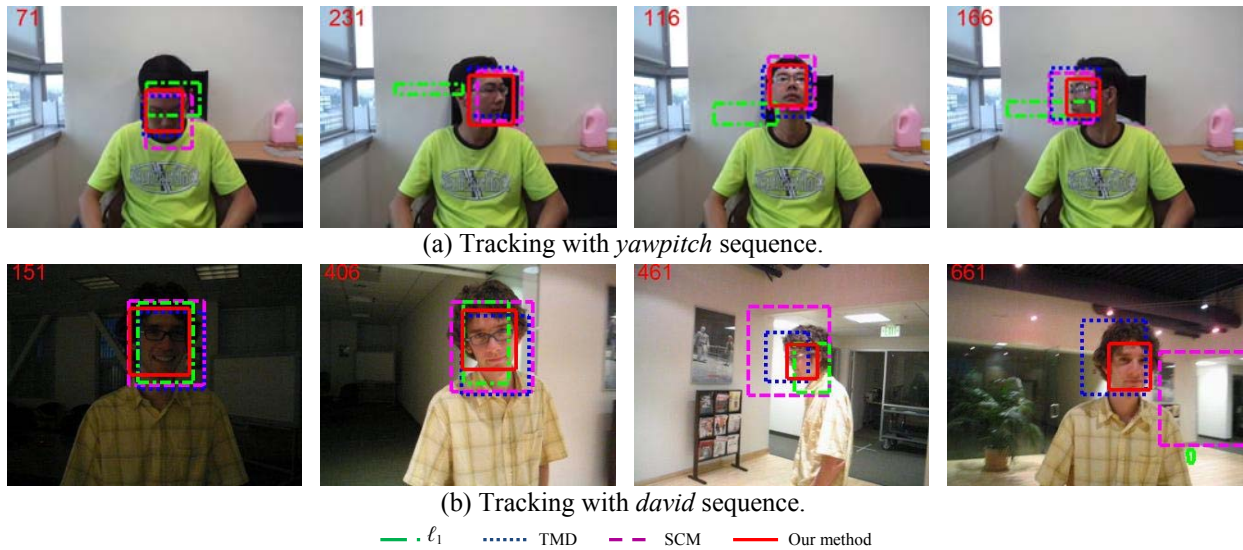 71
231
116
166
(a) Tracking with yawpitch sequence.
151
406
461
661
(b) Tracking with david sequence.
ℓ1 TMD SCM Our method